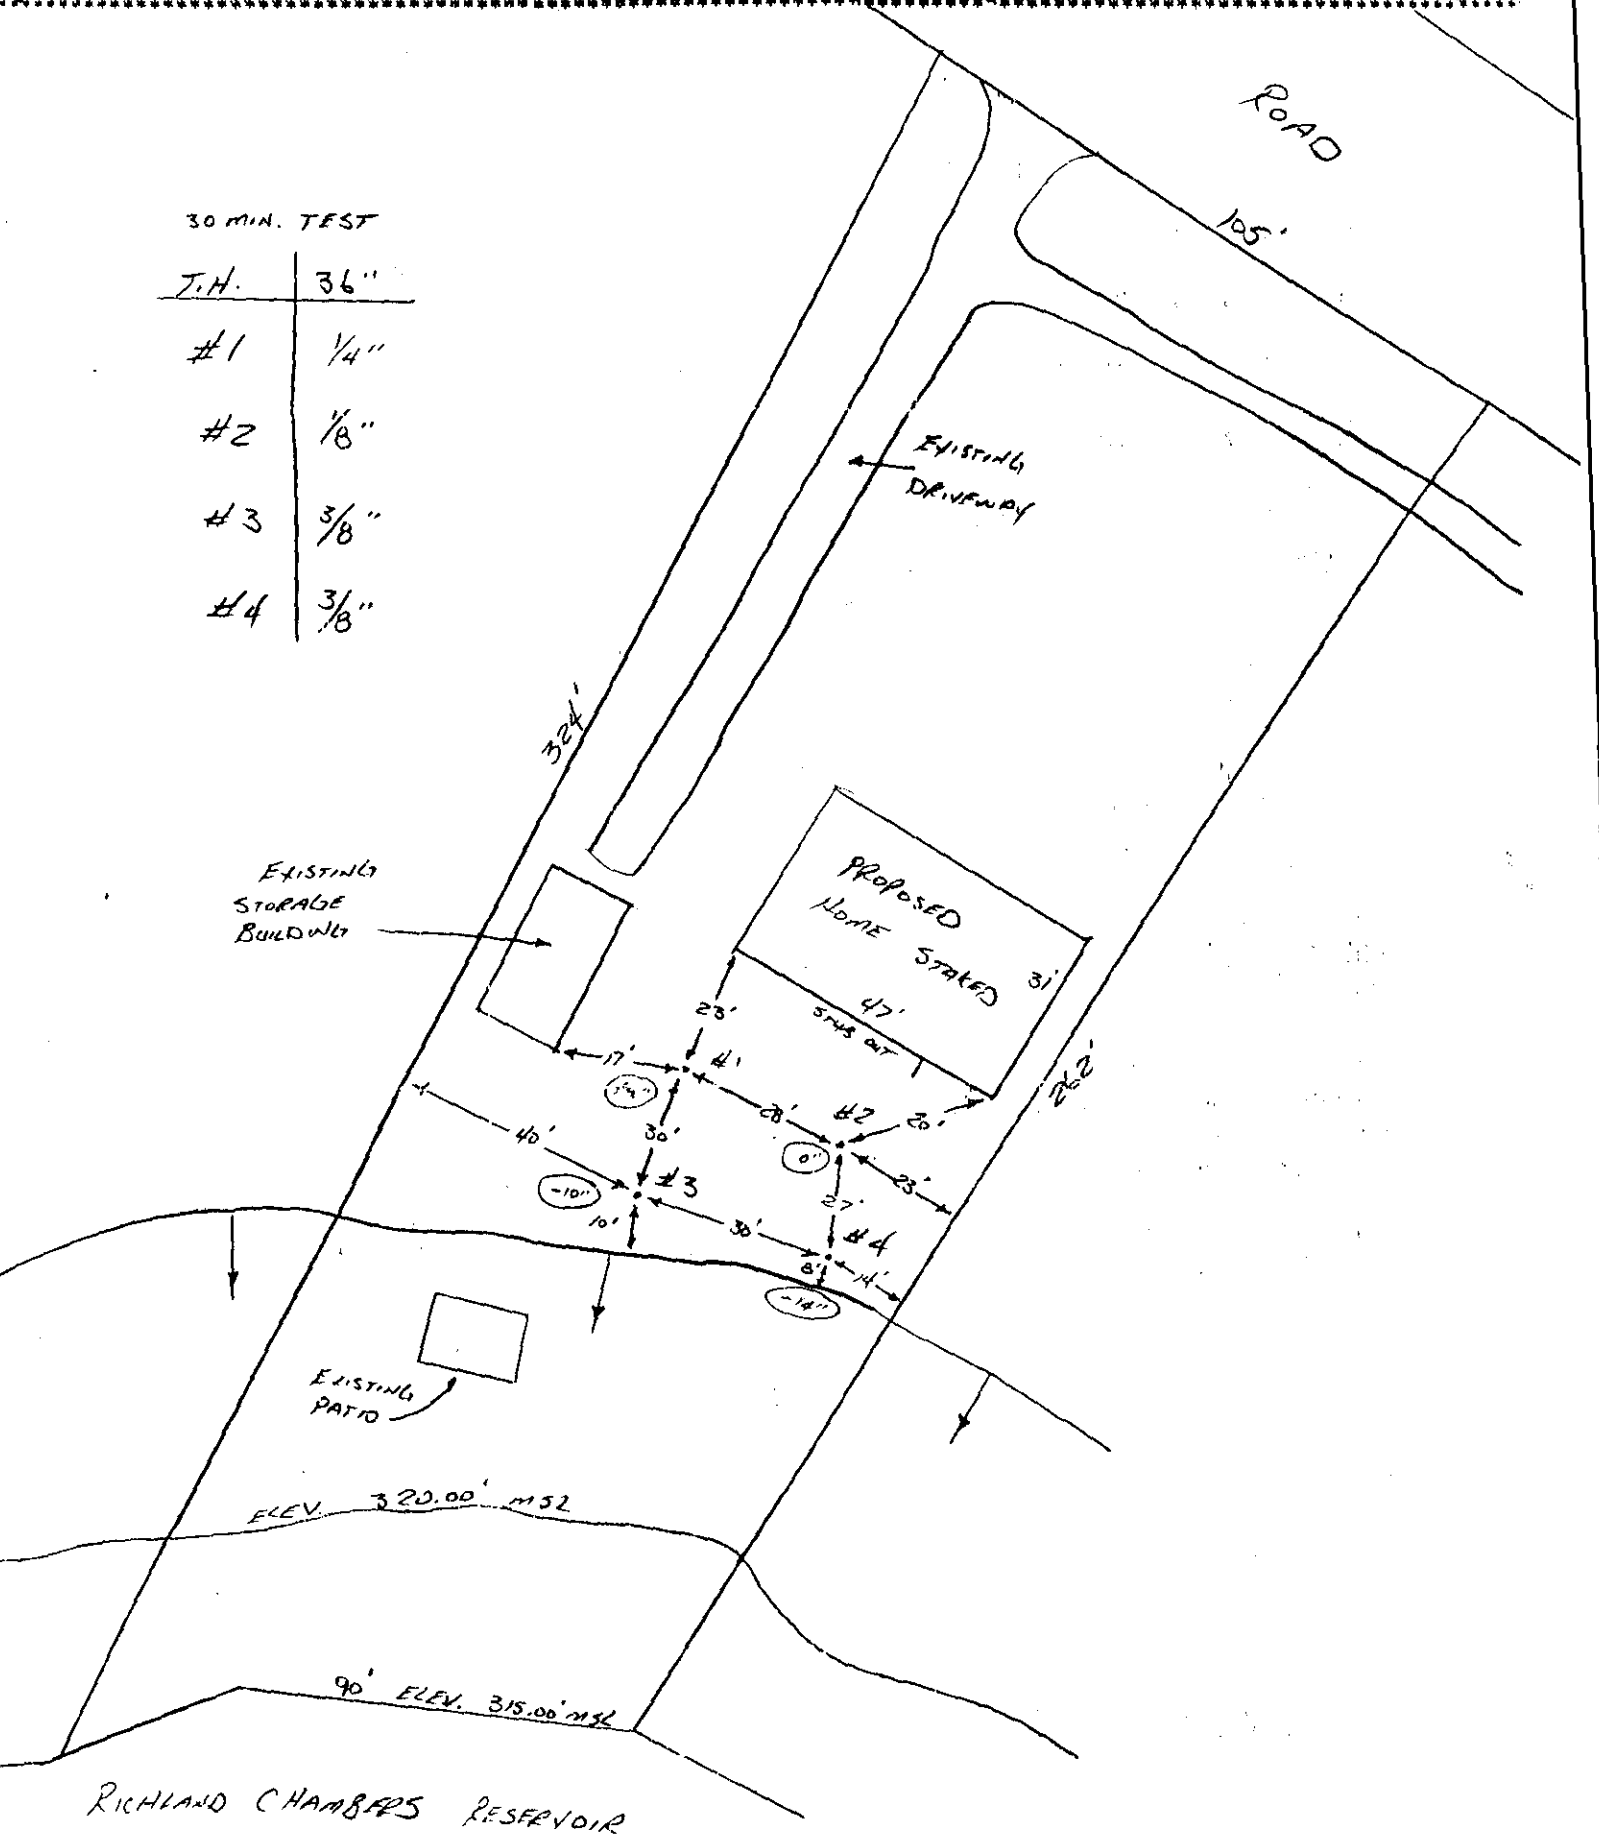 ROAD
105'
30 MIN. TEST
T.H. 36"
#1 1/4"
#2 1/8"
#3 3/8"
#4 3/8"
EXISTING
DRIVEWAY
324'
EXISTING
STORAGE
BUILDING
PROPOSED
HOME STAKED
31'
47'
STUB OUT
23'
262'
17'
#1
28'
#2
20'
0"
23'
40'
30'
-10"
#3
27'
10'
30'
#4
8'
14'
-14"
EXISTING
PATIO
ELEV. 320.00' MSL
90' ELEV. 315.00' MSL
RICHLAND CHAMBERS RESERVOIR